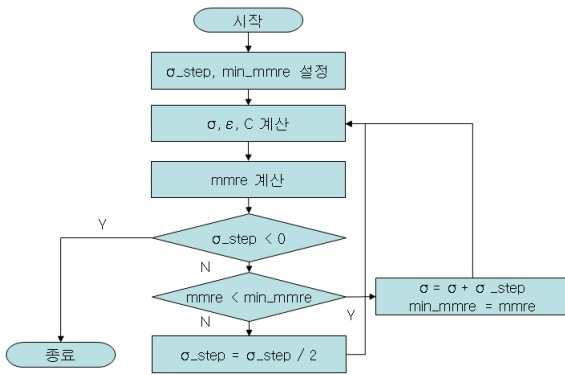 시작
σ_step, min_mmre 설정
σ, ε, C 계산
mmre 계산
Y
σ_step < 0
N
mmre < min_mmre
Y
σ = σ + σ _step
min_mmre = mmre
N
σ_step = σ_step / 2
종료